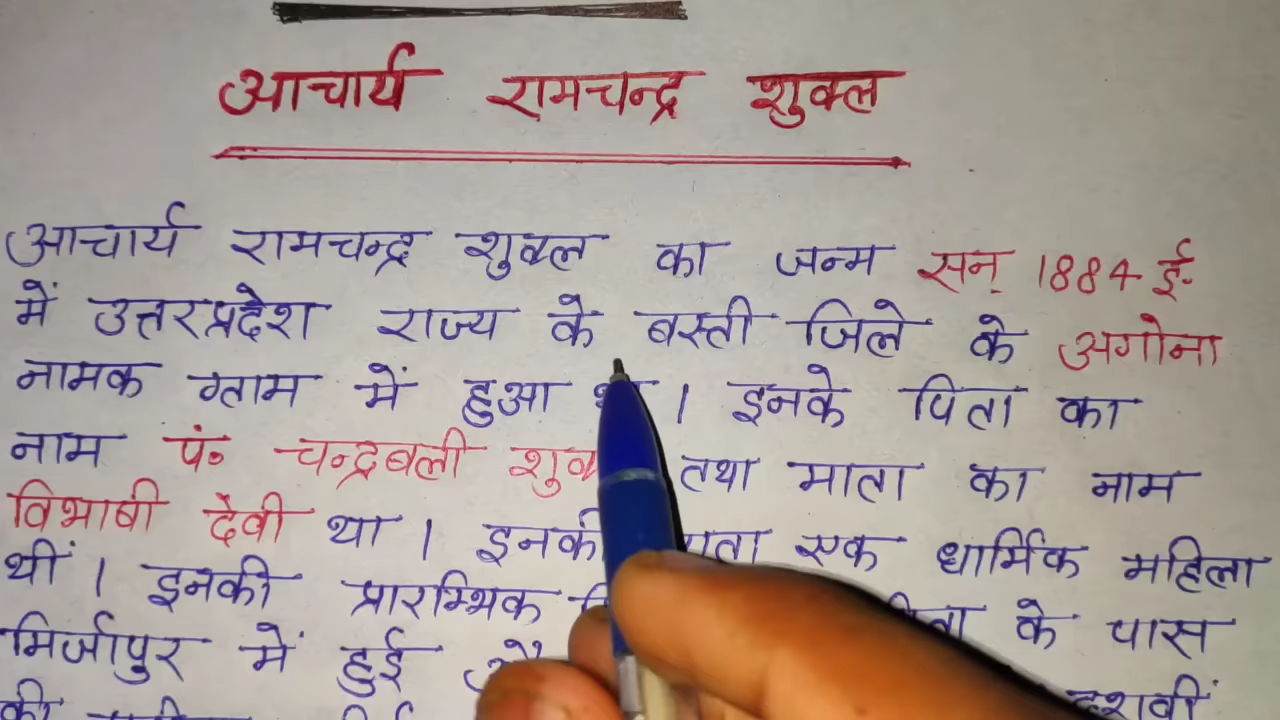 आचार्य रामचन्द्र शुक्ल
आचार्य रामचन्द्र शुक्ल का जन्म सन् 1884 ई॰
में उत्तरप्रदेश राज्य के बस्ती जिले के अगोना
नामक ग्राम में हुआ । इनके पिता का
नाम पं॰ चन्द्रबली तथा माता का नाम
विभाषी देवी था । इनकी एक धार्मिक महिला
थीं । इनकी प्रारम्भिक के पास
मिर्जापुर में हुई
की